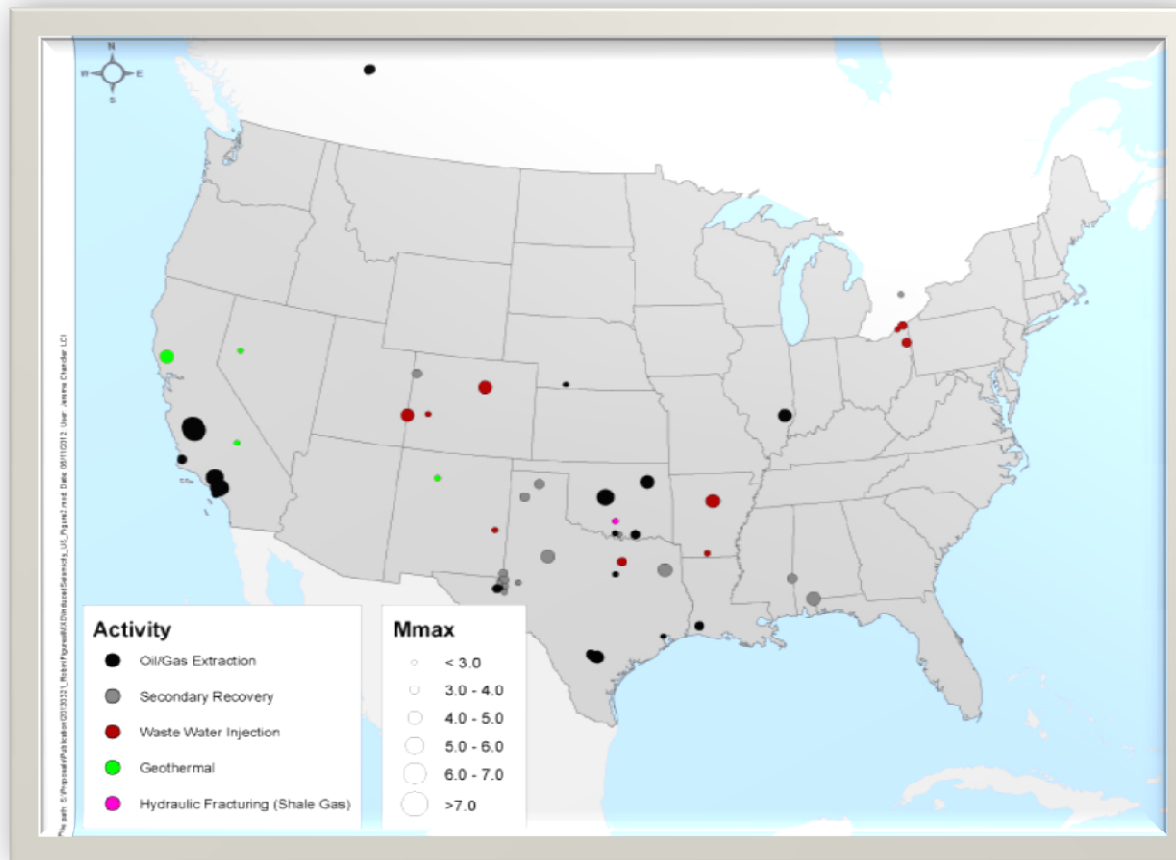 N
W E
S
Activity
Oil/Gas Extraction
Secondary Recovery
Waste Water Injection
Geothermal
Hydraulic Fracturing (Shale Gas)
Mmax
< 3.0
3.0 - 4.0
4.0 - 5.0
5.0 - 6.0
6.0 - 7.0
>7.0